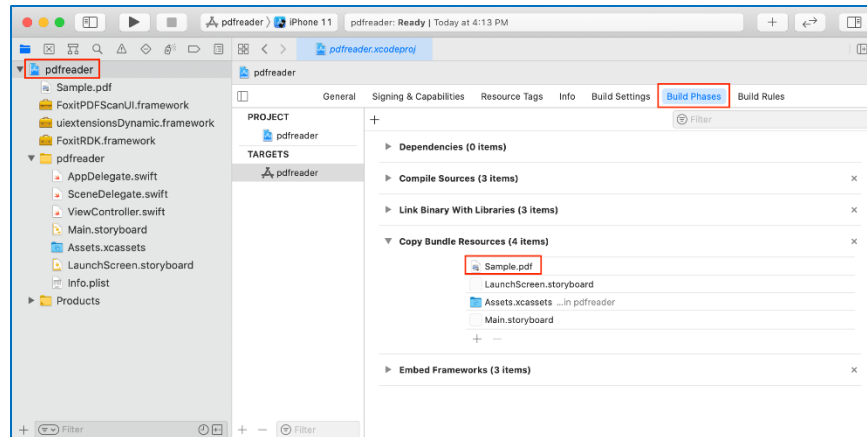 pdfreader › iPhone 11
pdfreader: Ready | Today at 4:13 PM
pdfreader.xcodeproj
pdfreader
Sample.pdf
FoxitPDFScanUI.framework
uiextensionsDynamic.framework
FoxitRDK.framework
pdfreader
AppDelegate.swift
SceneDelegate.swift
ViewController.swift
Main.storyboard
Assets.xcassets
LaunchScreen.storyboard
Info.plist
Products
Filter
pdfreader
General Signing & Capabilities Resource Tags Info Build Settings Build Phases Build Rules
PROJECT
pdfreader
TARGETS
pdfreader
Filter
Filter
Dependencies (0 items)
Compile Sources (3 items)
Link Binary With Libraries (3 items)
Copy Bundle Resources (4 items)
Sample.pdf
LaunchScreen.storyboard
Assets.xcassets ...in pdfreader
Main.storyboard
Embed Frameworks (3 items)